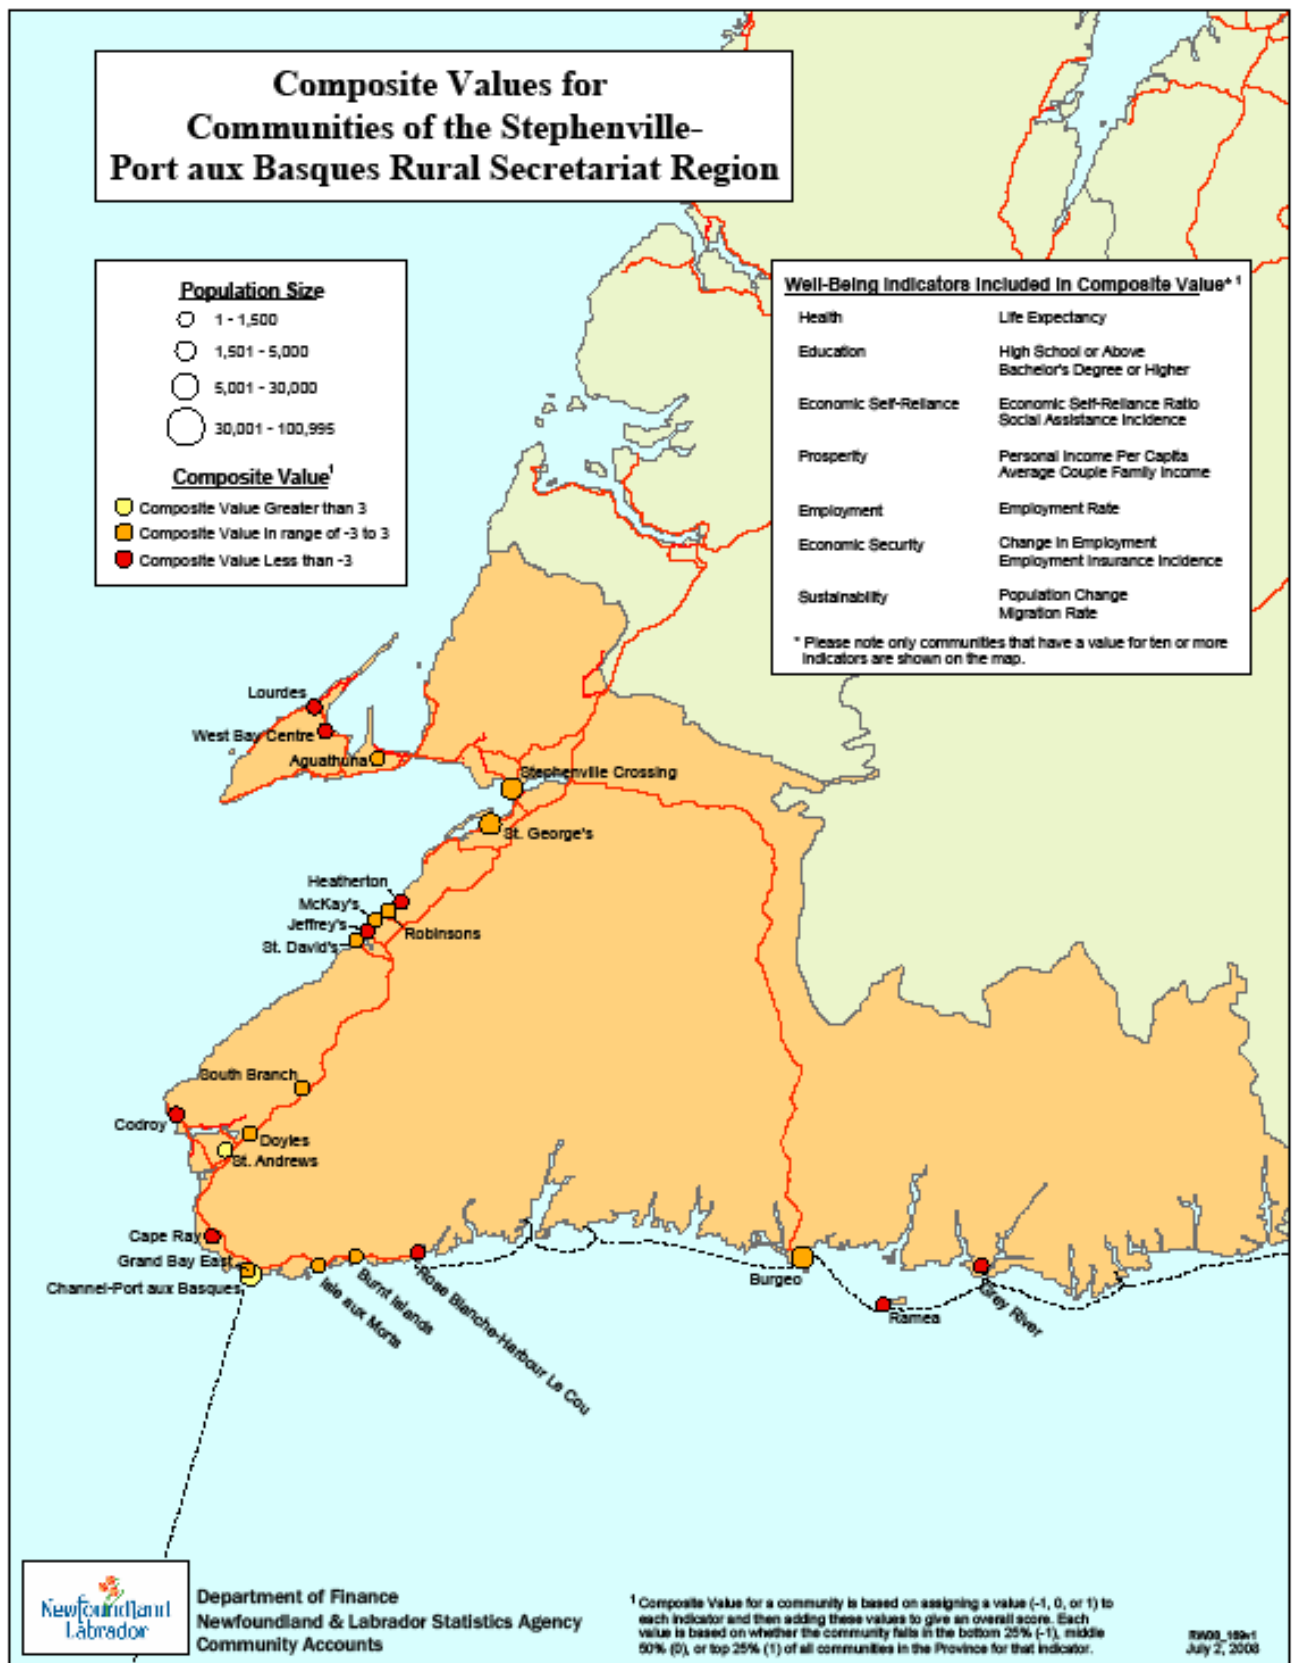 Composite Values for
Communities of the Stephenville-
Port aux Basques Rural Secretariat Region
Population Size
1 - 1,500
1,501 - 5,000
5,001 - 30,000
30,001 - 100,995
Composite Value¹
Composite Value Greater than 3
Composite Value In range of -3 to 3
Composite Value Less than -3
Well-Being Indicators Included In Composite Value* ¹
Health Life Expectancy
Education High School or Above
Bachelor's Degree or Higher
Economic Self-Reliance Economic Self-Reliance Ratio
Social Assistance Incidence
Prosperity Personal Income Per Capita
Average Couple Family Income
Employment Employment Rate
Economic Security Change In Employment
Employment Insurance Incidence
Sustainability Population Change
Migration Rate
* Please note only communities that have a value for ten or more
Indicators are shown on the map.
Lourdes
West Bay Centre
Aguathuna
Stephenville Crossing
St. George's
Heatherton
McKay's
Jeffrey's
Robinsons
St. David's
South Branch
Codroy
Doyles
St. Andrews
Cape Ray
Grand Bay East
Channel-Port aux Basques
Isle aux Morts
Burnt Islands
Rose Blanche-Harbour Le Cou
Burgeo
Ramea
Grey River
Newfoundland
Labrador
Department of Finance
Newfoundland & Labrador Statistics Agency
Community Accounts
¹ Composite Value for a community is based on assigning a value (-1, 0, or 1) to
each indicator and then adding these values to give an overall score. Each
value is based on whether the community falls in the bottom 25% (-1), middle
50% (0), or top 25% (1) of all communities in the Province for that indicator.
RW08_169v1
July 2, 2008